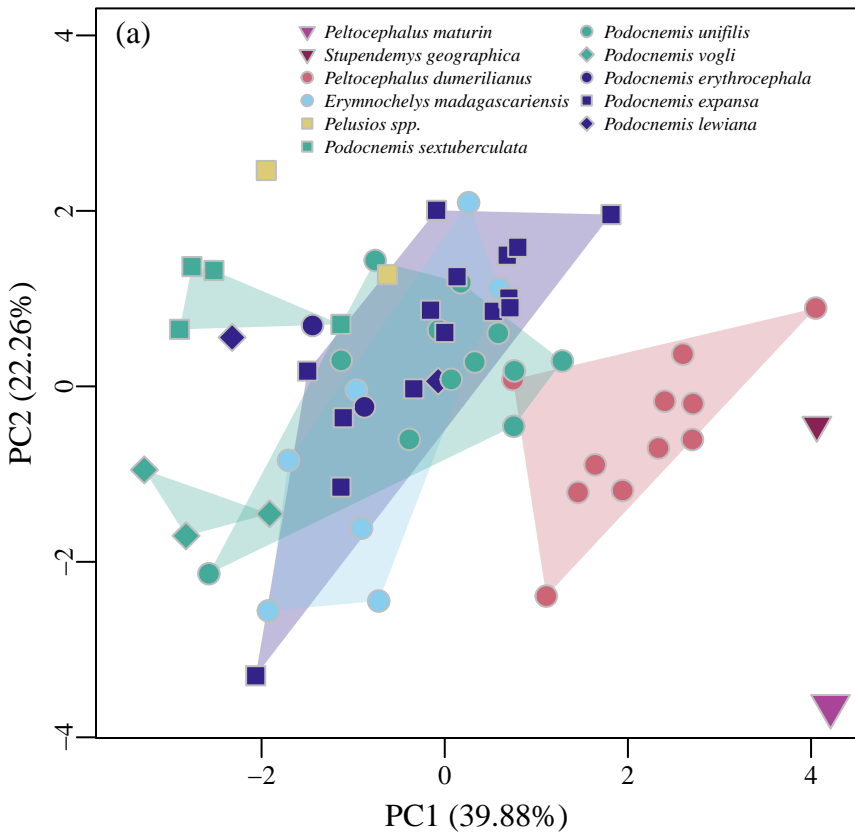 (a)
Peltocephalus maturin
Stupendemys geographica
Peltocephalus dumerilianus
Erymnochelys madagascariensis
Pelusios spp.
Podocnemis sextuberculata
Podocnemis unifilis
Podocnemis vogli
Podocnemis erythrocephala
Podocnemis expansa
Podocnemis lewiana
4
2
0
−2
−4
PC2 (22.26%)
−2 0 2 4
PC1 (39.88%)